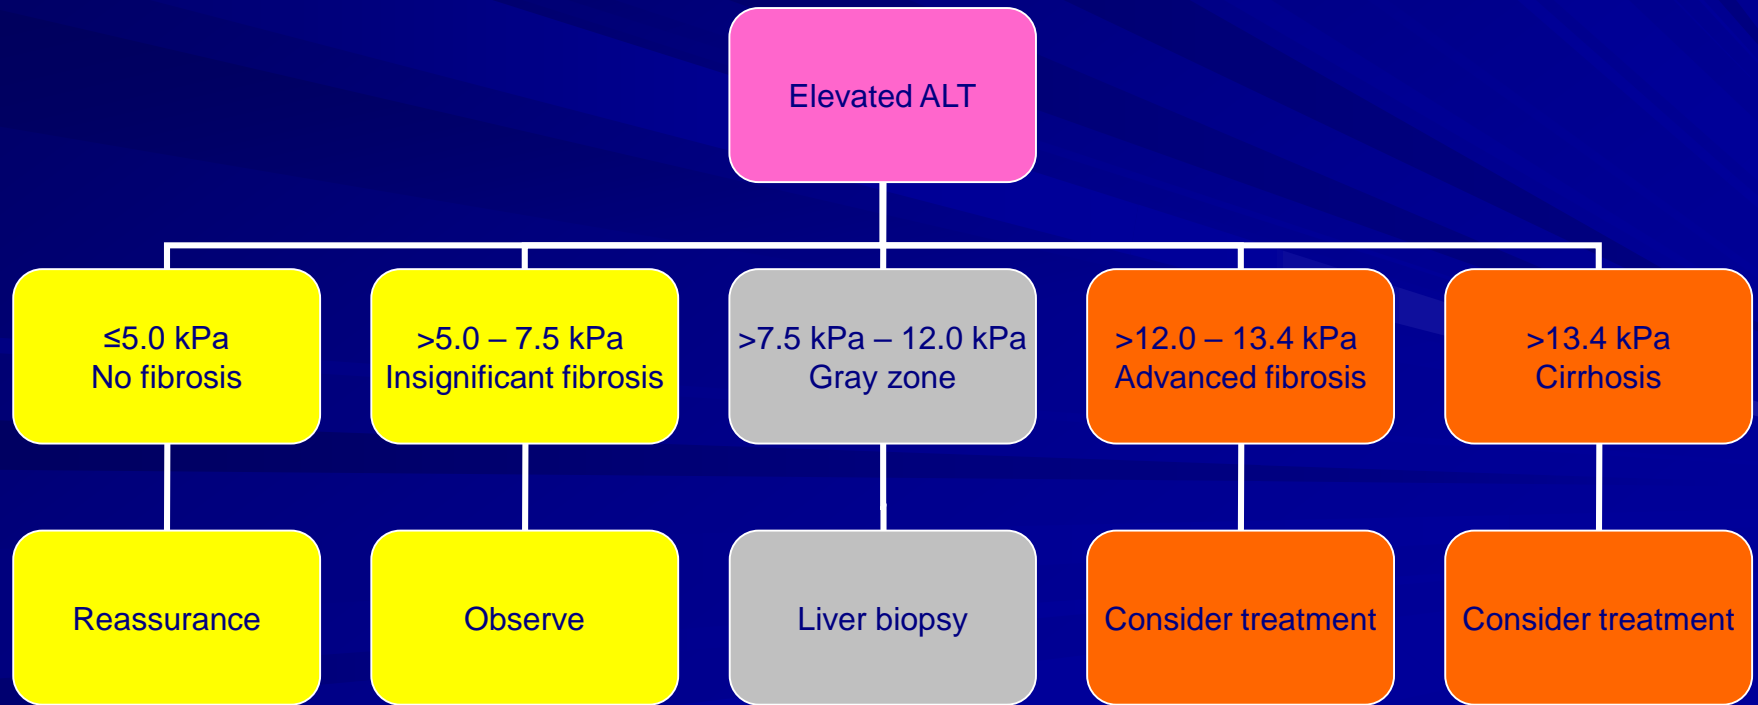 Elevated ALT
≤5.0 kPa
No fibrosis
>5.0 – 7.5 kPa
Insignificant fibrosis
>7.5 kPa – 12.0 kPa
Gray zone
>12.0 – 13.4 kPa
Advanced fibrosis
>13.4 kPa
Cirrhosis
Reassurance
Observe
Liver biopsy
Consider treatment
Consider treatment